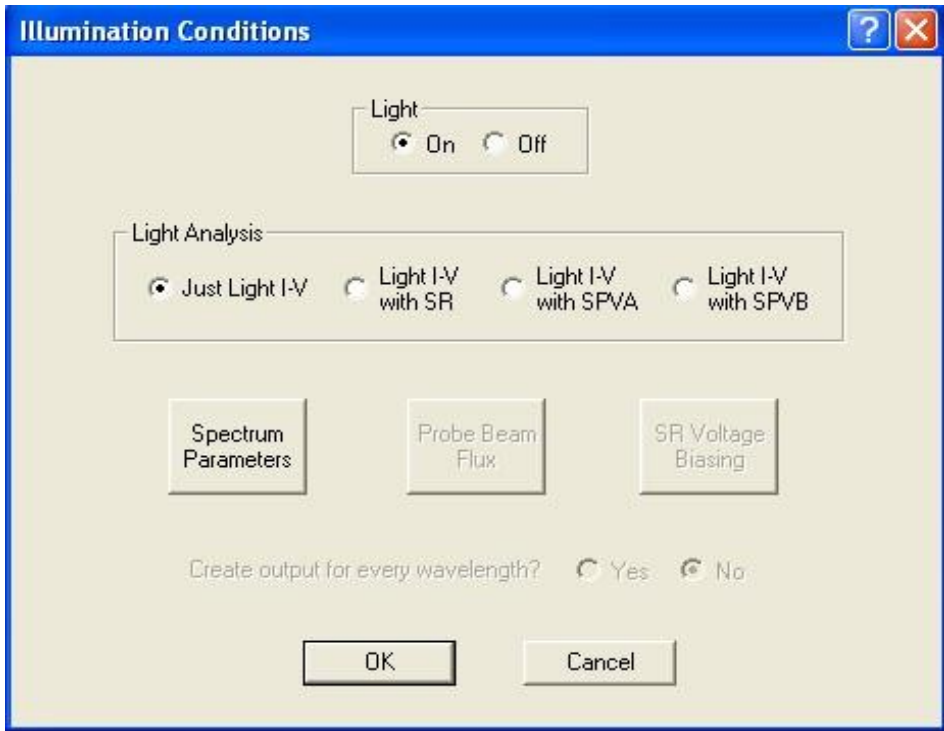 Illumination Conditions
Light
On Off
Light Analysis
Just Light I-V
Light I-V
with SR
Light I-V
with SPVA
Light I-V
with SPVB
Spectrum
Parameters
Probe Beam
Flux
SR Voltage
Biasing
Create output for every wavelength? Yes No
OK Cancel